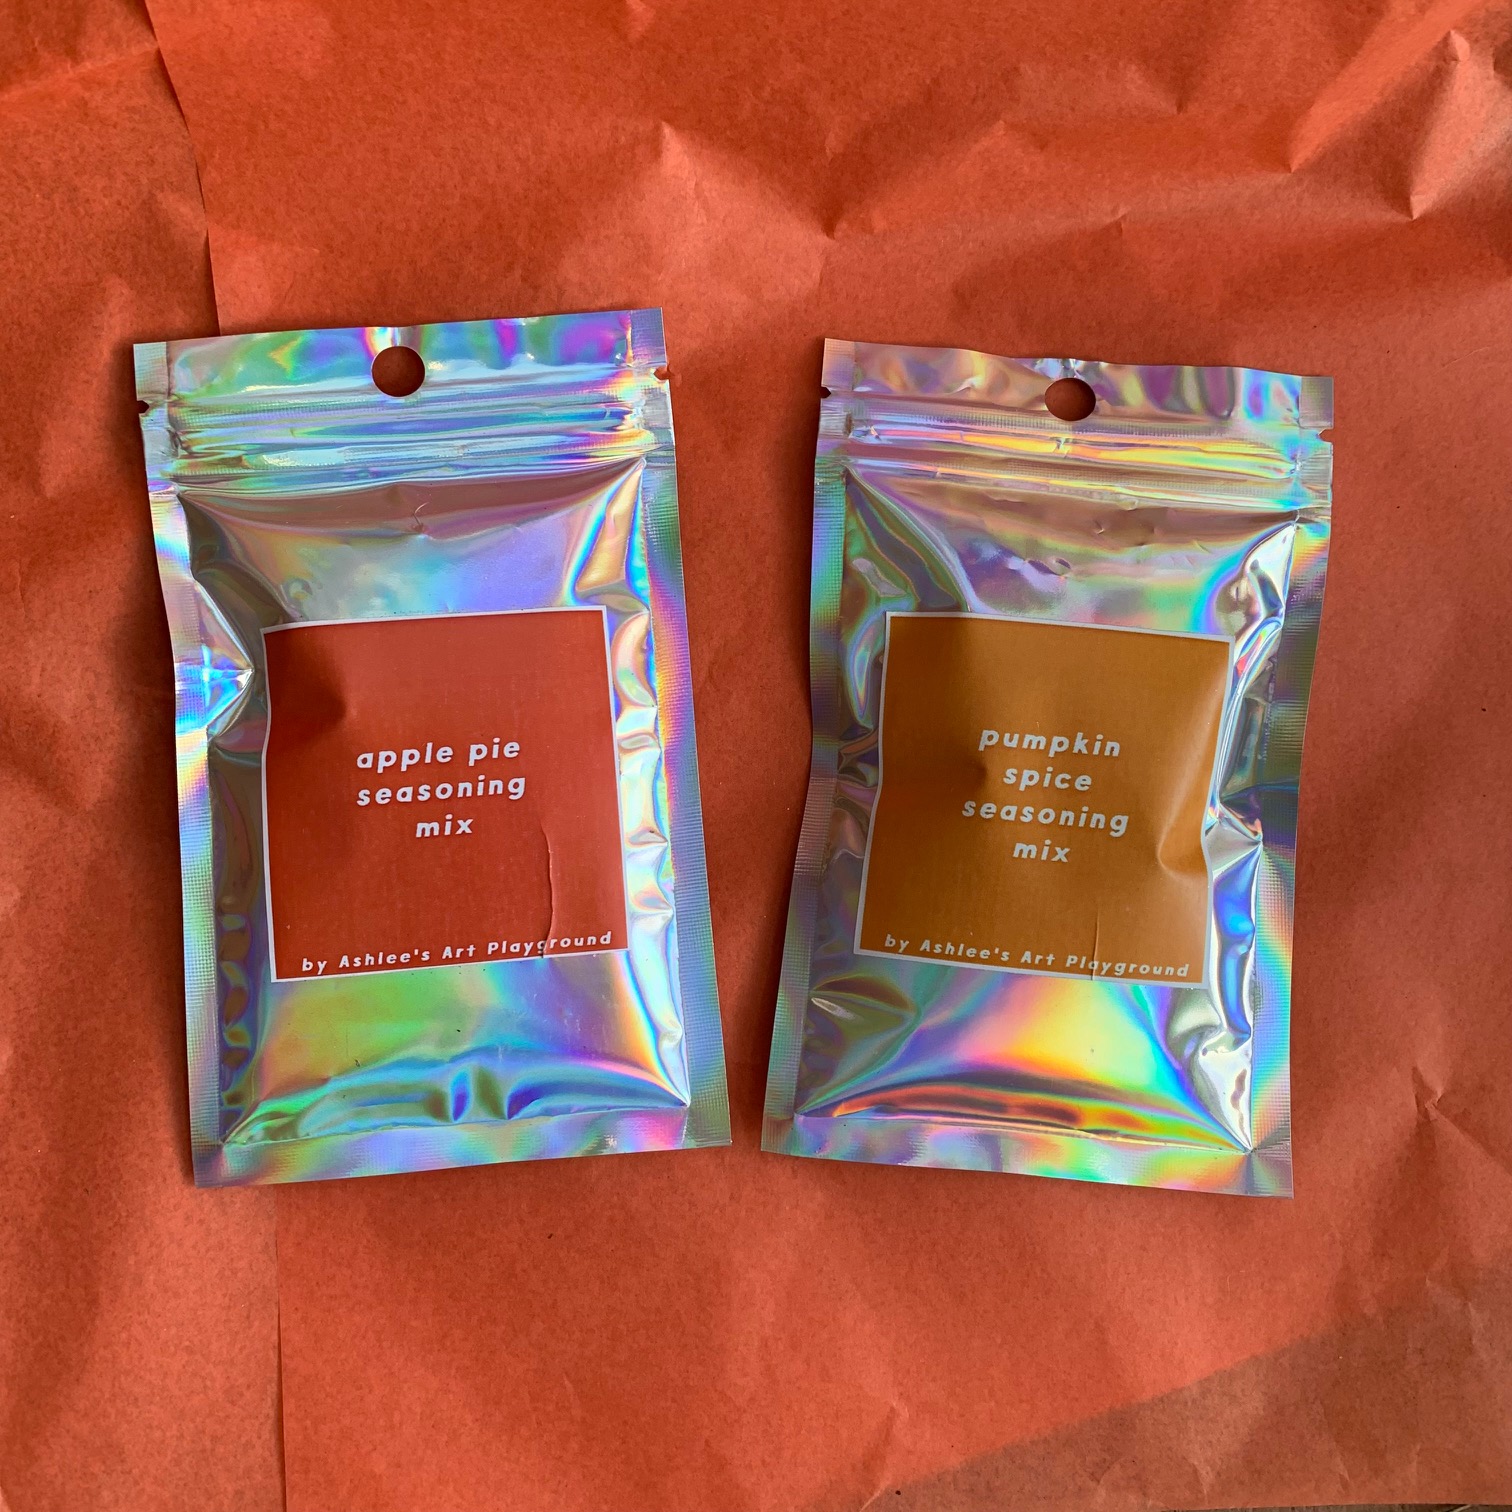 apple pie
seasoning
mix
by Ashlee's Art Playground
pumpkin
spice
seasoning
mix
by Ashlee's Art Playground